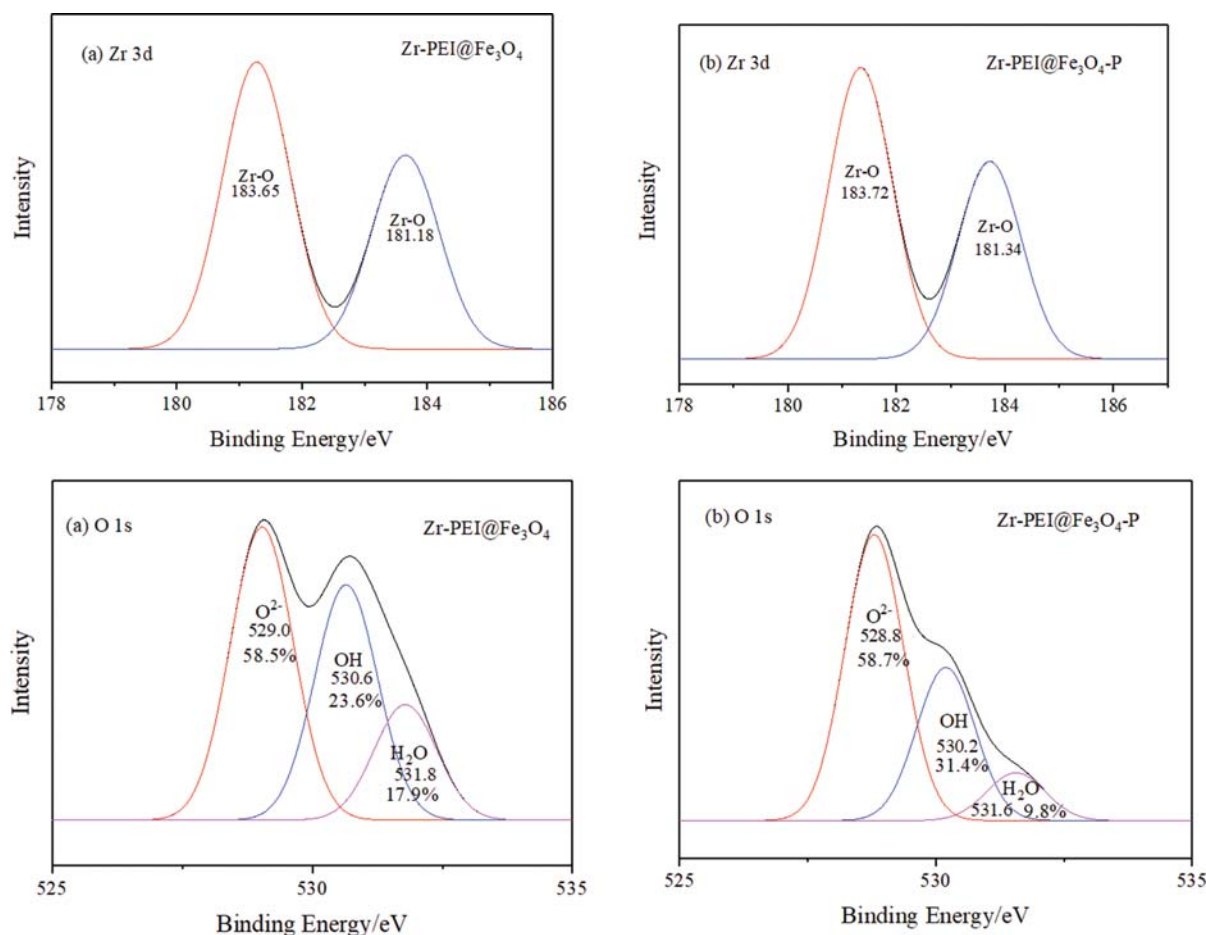 (a) Zr 3d
Zr-PEI@Fe₃O₄
Zr-O
183.65
Zr-O
181.18
Intensity
178 180 182 184 186
Binding Energy/eV
(b) Zr 3d
Zr-PEI@Fe₃O₄-P
Zr-O
183.72
Zr-O
181.34
Intensity
178 180 182 184 186
Binding Energy/eV
(a) O 1s
Zr-PEI@Fe₃O₄
O²⁻
529.0
58.5%
OH
530.6
23.6%
H₂O
531.8
17.9%
Intensity
525 530 535
Binding Energy/eV
(b) O 1s
Zr-PEI@Fe₃O₄-P
O²⁻
528.8
58.7%
OH
530.2
31.4%
H₂O
531.6 9.8%
Intensity
525 530 535
Binding Energy/eV